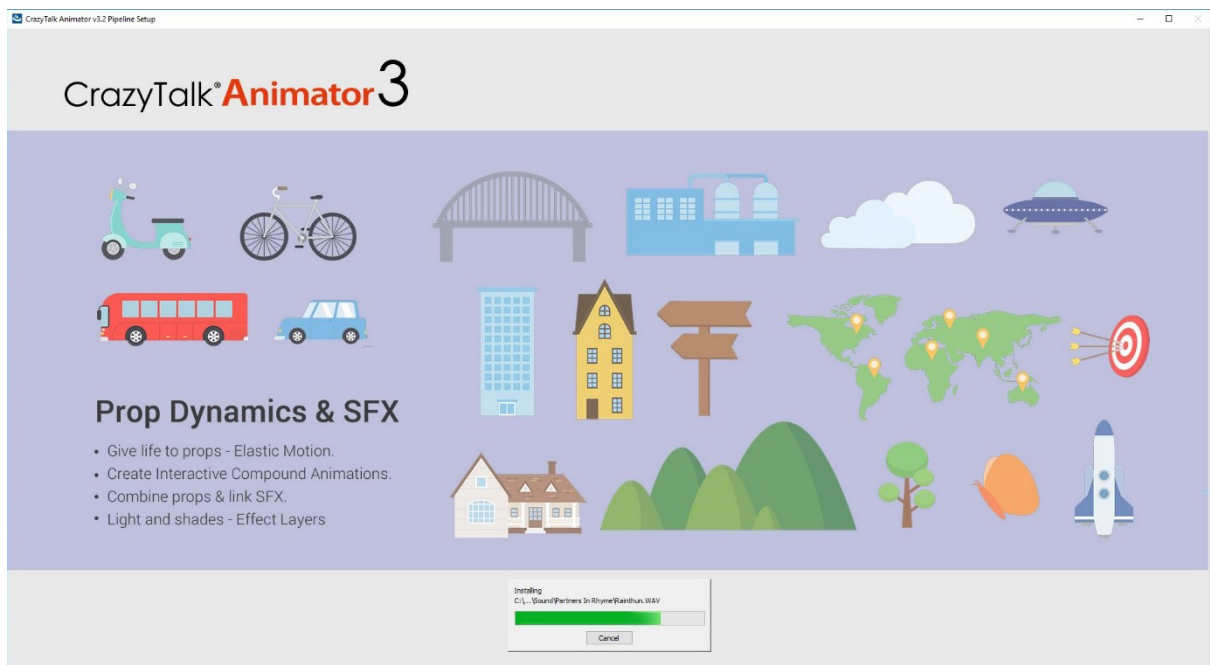 CrazyTalk Animator v3.2 Pipeline Setup
CrazyTalk® Animator 3
Prop Dynamics & SFX
• Give life to props - Elastic Motion.
• Create Interactive Compound Animations.
• Combine props & link SFX.
• Light and shades - Effect Layers
Installing
C:\,...\Sound\Partners In Rhyme\Rainthun.WAV
Cancel